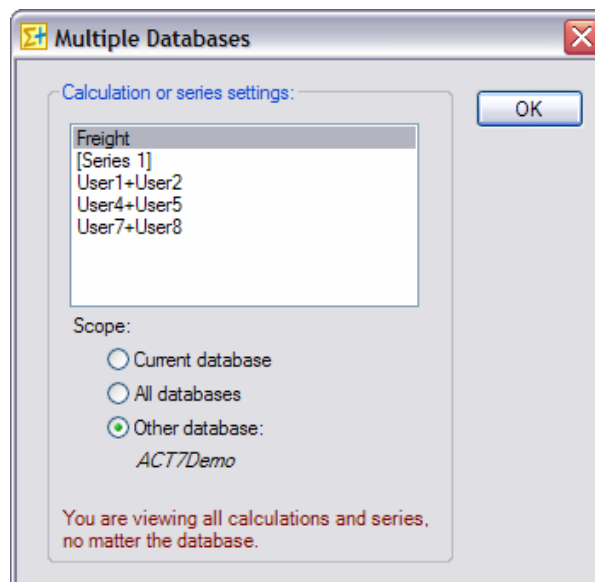 Multiple Databases
Calculation or series settings:
OK
Freight
[Series 1]
User1+User2
User4+User5
User7+User8
Scope:
Current database
All databases
Other database:
ACT7Demo
You are viewing all calculations and series,
no matter the database.